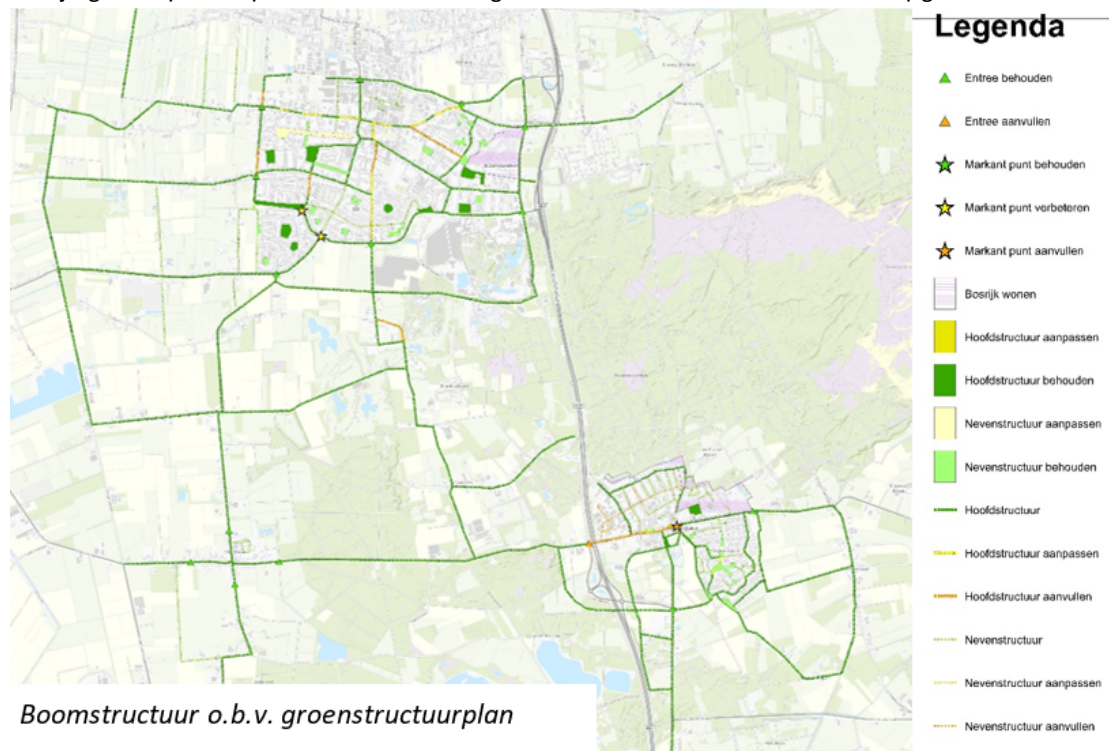 Legenda
Entree behouden
Entree aanvullen
Markant punt behouden
Markant punt verbeteren
Markant punt aanvullen
Bosrijk wonen
Hoofdstructuur aanpassen
Hoofdstructuur behouden
Nevenstructuur aanpassen
Nevenstructuur behouden
Hoofdstructuur
Hoofdstructuur aanpassen
Hoofdstructuur aanvullen
Nevenstructuur
Nevenstructuur aanpassen
Nevenstructuur aanvullen
Boomstructuur o.b.v. groenstructuurplan